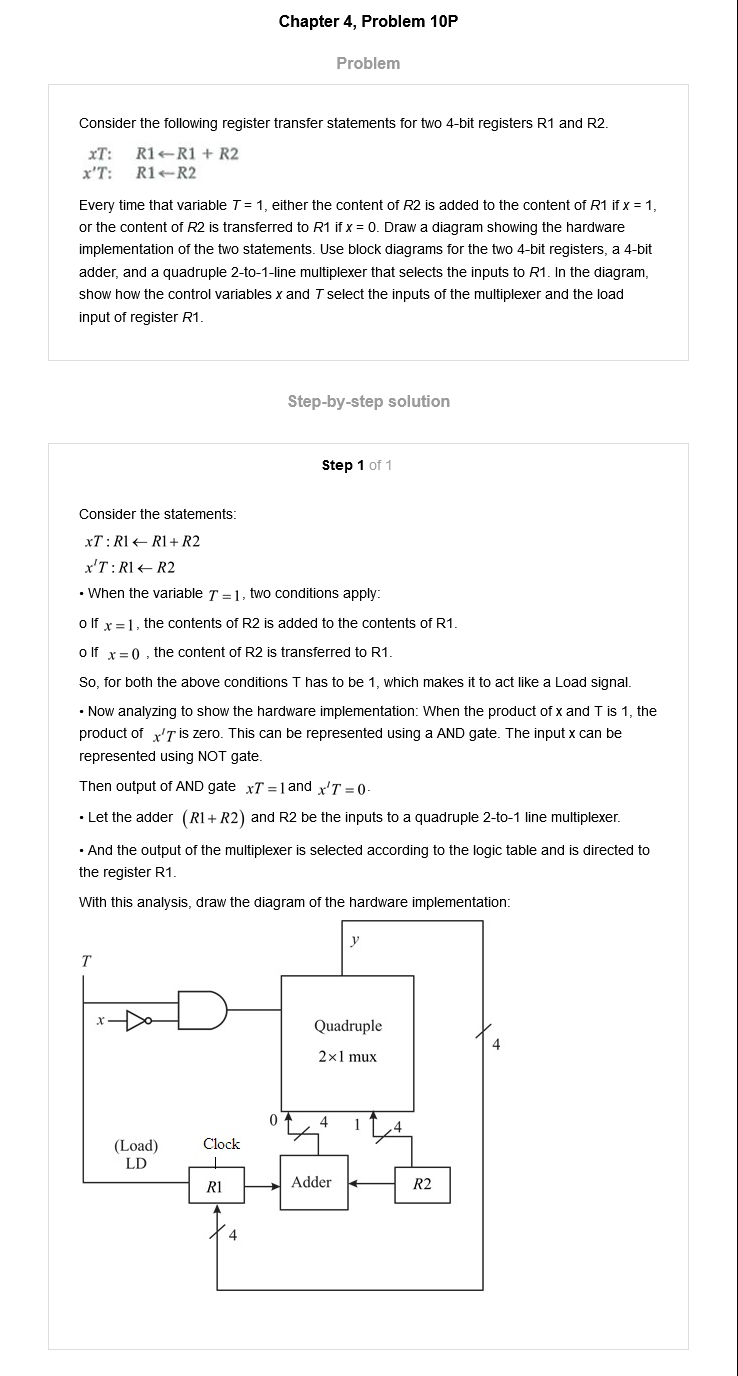 Chapter 4, Problem 10P
Problem
Consider the following register transfer statements for two 4-bit registers R1 and R2.
xT: R1←R1 + R2
x'T: R1←R2
Every time that variable T = 1, either the content of R2 is added to the content of R1 if x = 1,
or the content of R2 is transferred to R1 if x = 0. Draw a diagram showing the hardware
implementation of the two statements. Use block diagrams for the two 4-bit registers, a 4-bit
adder, and a quadruple 2-to-1-line multiplexer that selects the inputs to R1. In the diagram,
show how the control variables x and T select the inputs of the multiplexer and the load
input of register R1.
Step-by-step solution
Step 1 of 1
Consider the statements:
xT : R1 ← R1 + R2
x'T : R1 ← R2
• When the variable T = 1, two conditions apply:
o If x = 1, the contents of R2 is added to the contents of R1.
o If x = 0 , the content of R2 is transferred to R1.
So, for both the above conditions T has to be 1, which makes it to act like a Load signal.
• Now analyzing to show the hardware implementation: When the product of x and T is 1, the
product of x'T is zero. This can be represented using a AND gate. The input x can be
represented using NOT gate.
Then output of AND gate xT = 1 and x'T = 0.
• Let the adder (R1 + R2) and R2 be the inputs to a quadruple 2-to-1 line multiplexer.
• And the output of the multiplexer is selected according to the logic table and is directed to
the register R1.
With this analysis, draw the diagram of the hardware implementation:
y
T
x
Quadruple
2×1 mux
4
0
4
1
4
(Load)
LD
Clock
R1
Adder
R2
4